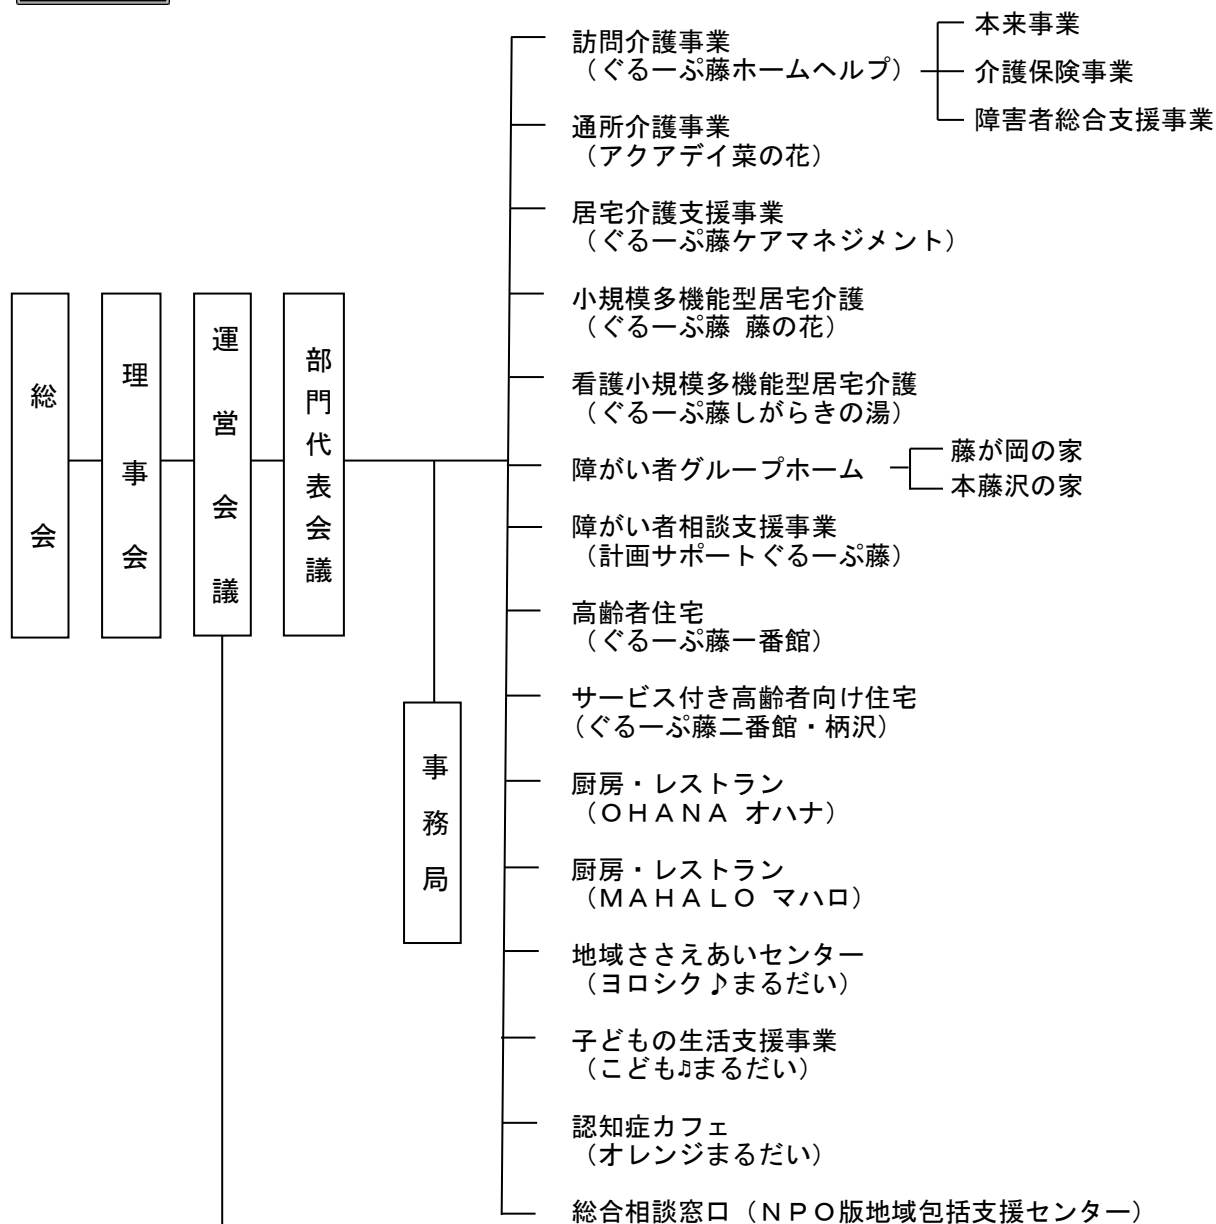 総会
理事会
運営会議
部門代表会議
事務局
訪問介護事業
（ぐるーぷ藤ホームヘルプ）
本来事業
介護保険事業
障害者総合支援事業
通所介護事業
（アクアデイ菜の花）
居宅介護支援事業
（ぐるーぷ藤ケアマネジメント）
小規模多機能型居宅介護
（ぐるーぷ藤 藤の花）
看護小規模多機能型居宅介護
（ぐるーぷ藤しがらきの湯）
障がい者グループホーム
藤が岡の家
本藤沢の家
障がい者相談支援事業
（計画サポートぐるーぷ藤）
高齢者住宅
（ぐるーぷ藤一番館）
サービス付き高齢者向け住宅
（ぐるーぷ藤二番館・柄沢）
厨房・レストラン
（ＯＨＡＮＡ オハナ）
厨房・レストラン
（ＭＡＨＡＬＯ マハロ）
地域ささえあいセンター
（ヨロシク♪まるだい）
子どもの生活支援事業
（こども♫まるだい）
認知症カフェ
（オレンジまるだい）
総合相談窓口（ＮＰＯ版地域包括支援センター）